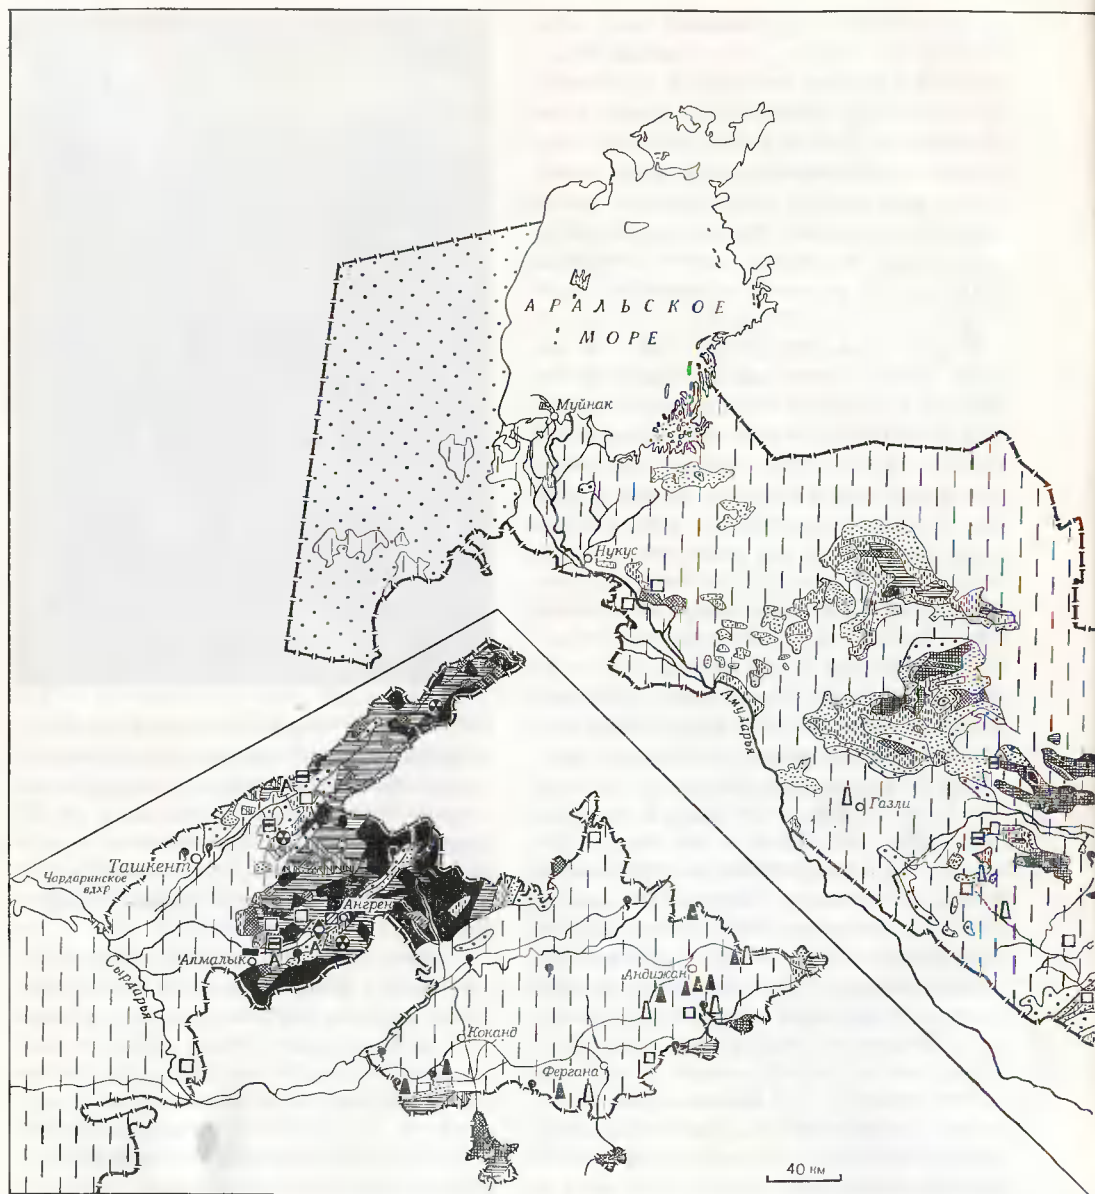 АРАЛЬСКОЕ
МОРЕ
Муйнак
Нукус
Амударья
Газли
Ташкент
Чардаринское
вдхр
Ангрен
А
А
А
Алмалык
Сырдарья
Андижан
Коканд
Фергана
40 км